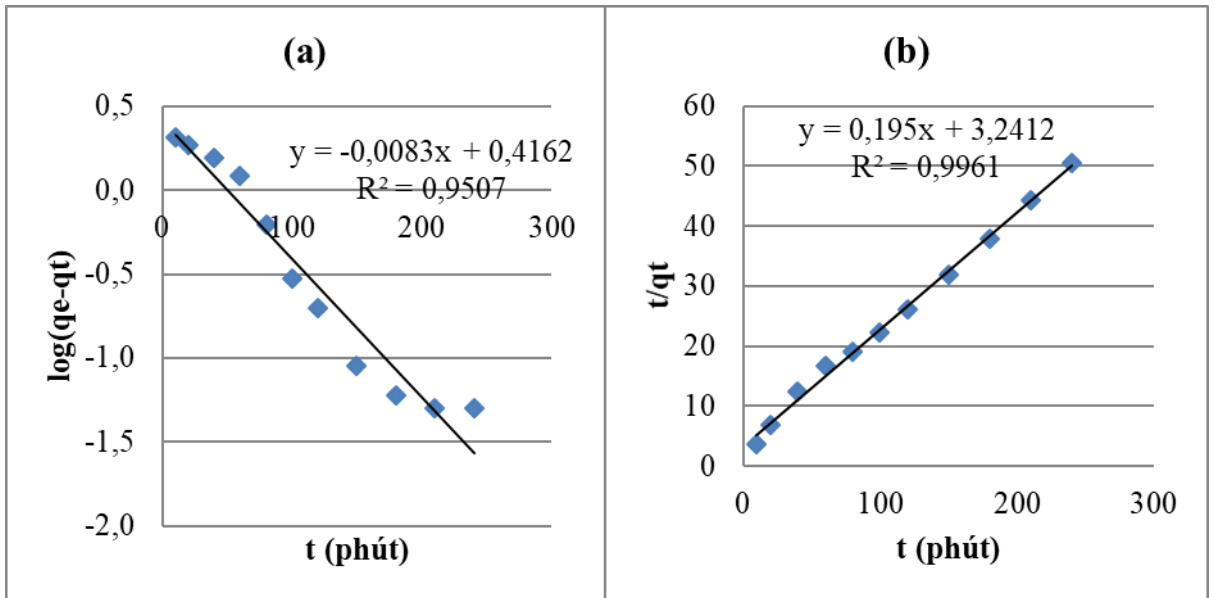 (a)
0,5
0,0
-0,5
-1,0
-1,5
-2,0
0
100
200
300
y = -0,0083x + 0,4162
R² = 0,9507
log(qe-qt)
t (phút)
(b)
60
50
40
30
20
10
0
0
100
200
300
y = 0,195x + 3,2412
R² = 0,9961
t/qt
t (phút)